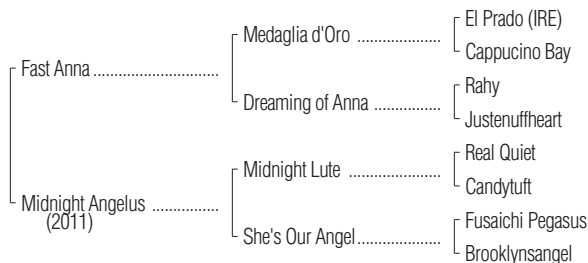 El Prado (IRE)
Medaglia d'Oro ..................
Cappucino Bay
Fast Anna ........................
Rahy
Dreaming of Anna ................
Justenuffheart
Real Quiet
Midnight Lute ....................
Candytuft
Midnight Angelus .............
(2011)
Fusaichi Pegasus
She's Our Angel..................
Brooklynsangel